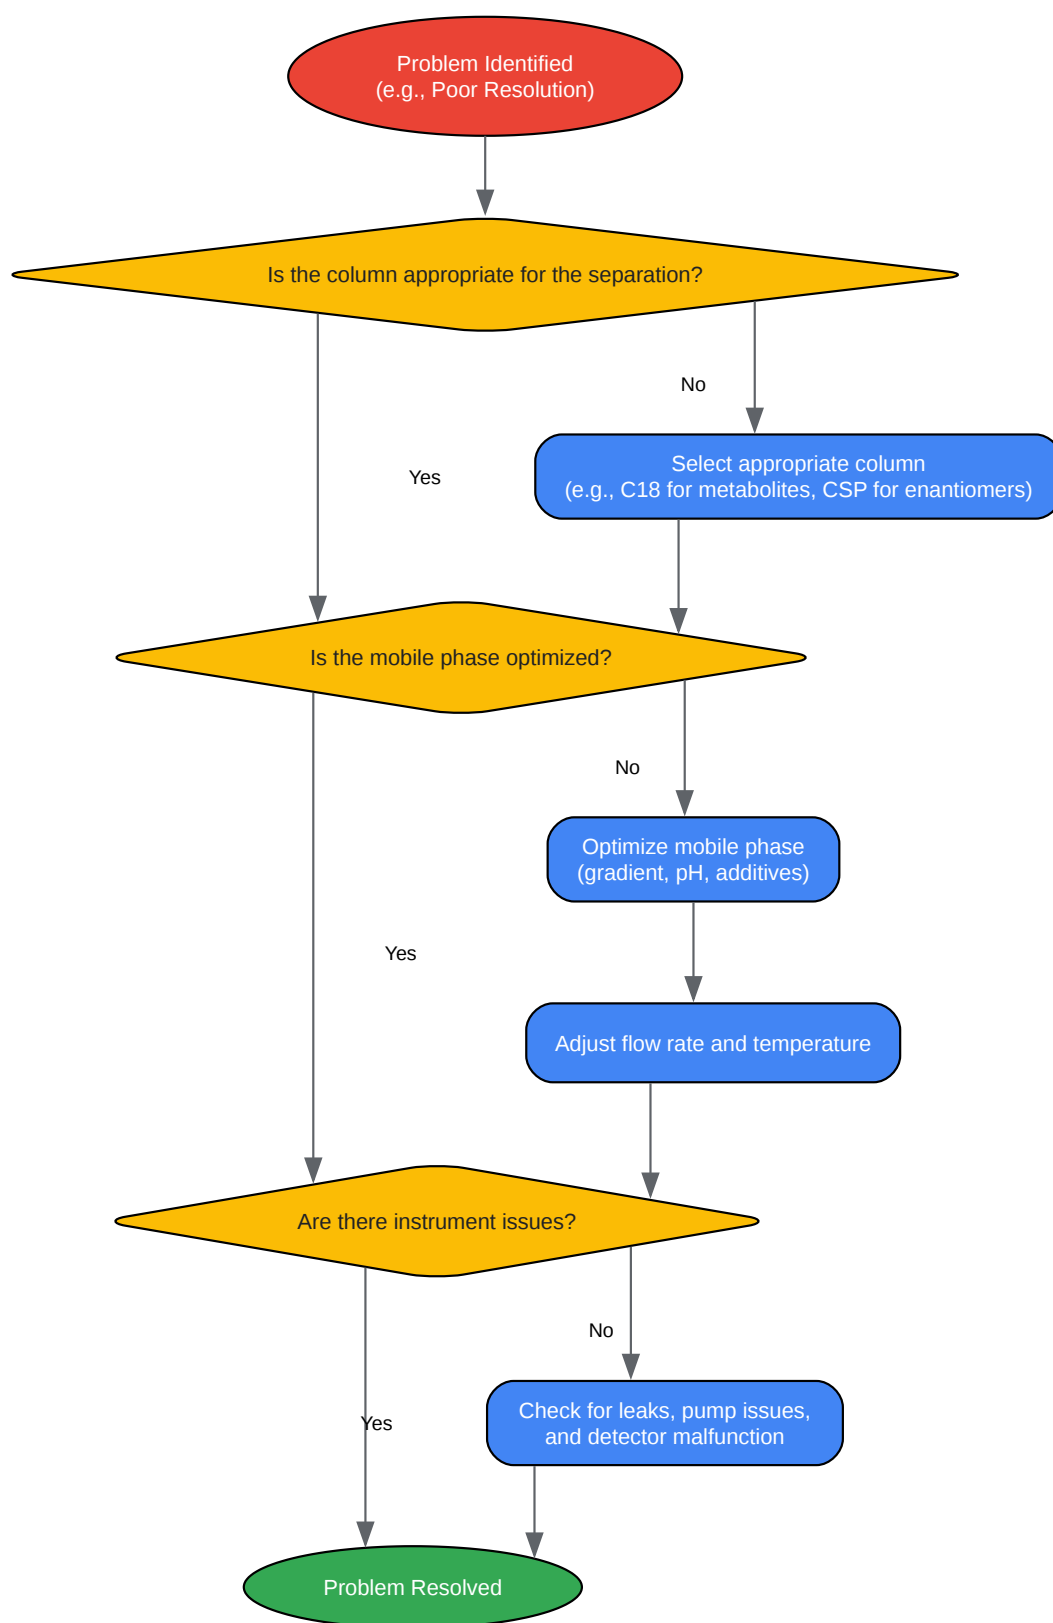 Problem Identified
(e.g., Poor Resolution)
Is the column appropriate for the separation?
No
Select appropriate column
(e.g., C18 for metabolites, CSP for enantiomers)
Yes
Is the mobile phase optimized?
No
Optimize mobile phase
(gradient, pH, additives)
Yes
Adjust flow rate and temperature
Are there instrument issues?
No
Check for leaks, pump issues,
and detector malfunction
Yes
Problem Resolved